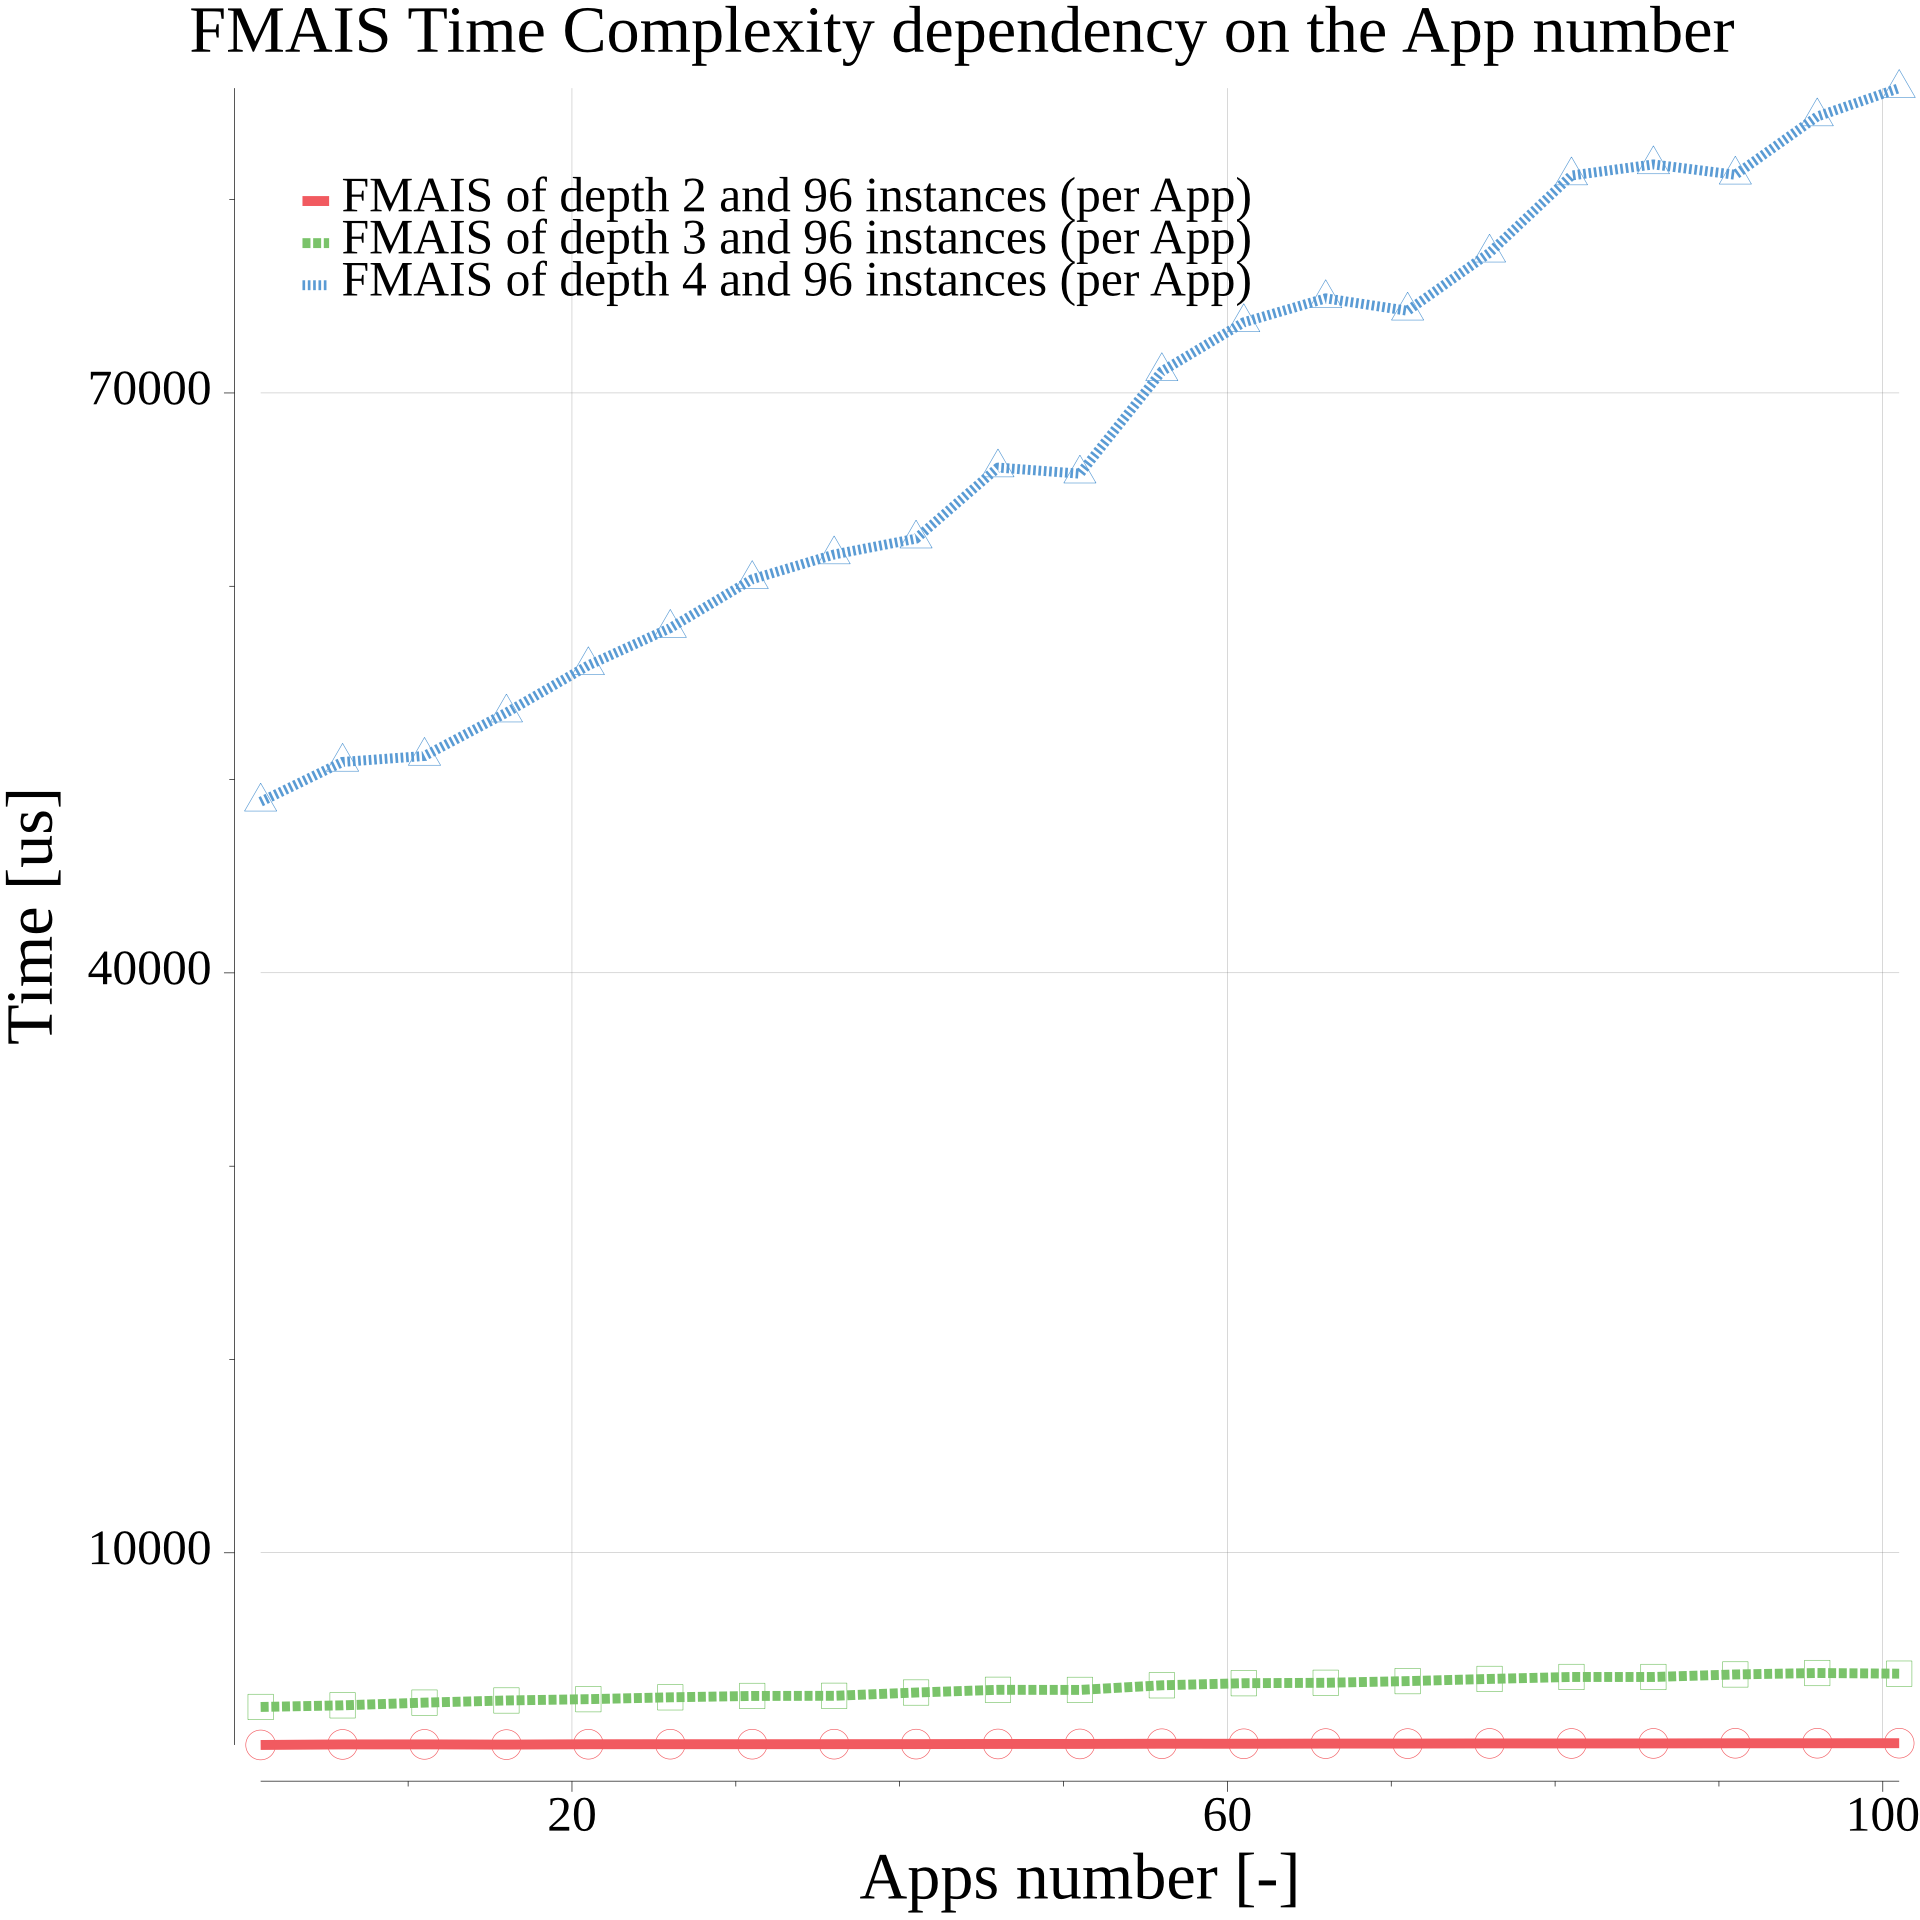 FMAIS Time Complexity dependency on the App number
FMAIS of depth 2 and 96 instances (per App)
FMAIS of depth 3 and 96 instances (per App)
FMAIS of depth 4 and 96 instances (per App)
70000
40000
10000
Time [us]
20
60
100
Apps number [-]